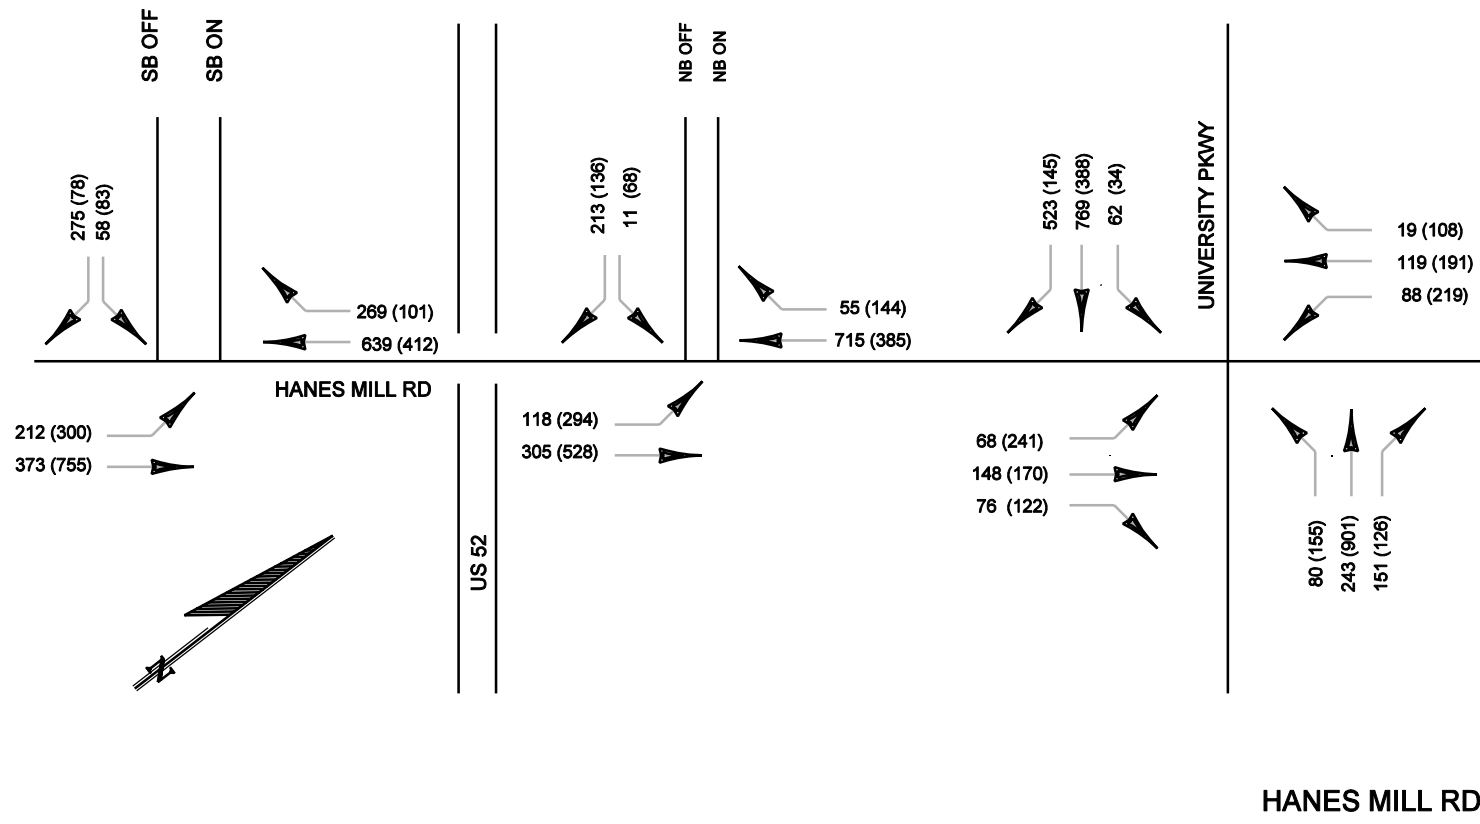 SB OFF
SB ON
NB OFF
NB ON
275 (78)
58 (83)
269 (101)
639 (412)
213 (136)
11 (68)
55 (144)
715 (385)
523 (145)
769 (388)
62 (34)
UNIVERSITY PKWY
19 (108)
119 (191)
88 (219)
HANES MILL RD
212 (300)
373 (755)
118 (294)
305 (528)
68 (241)
148 (170)
76 (122)
80 (155)
243 (901)
151 (126)
US 52
N
HANES MILL RD